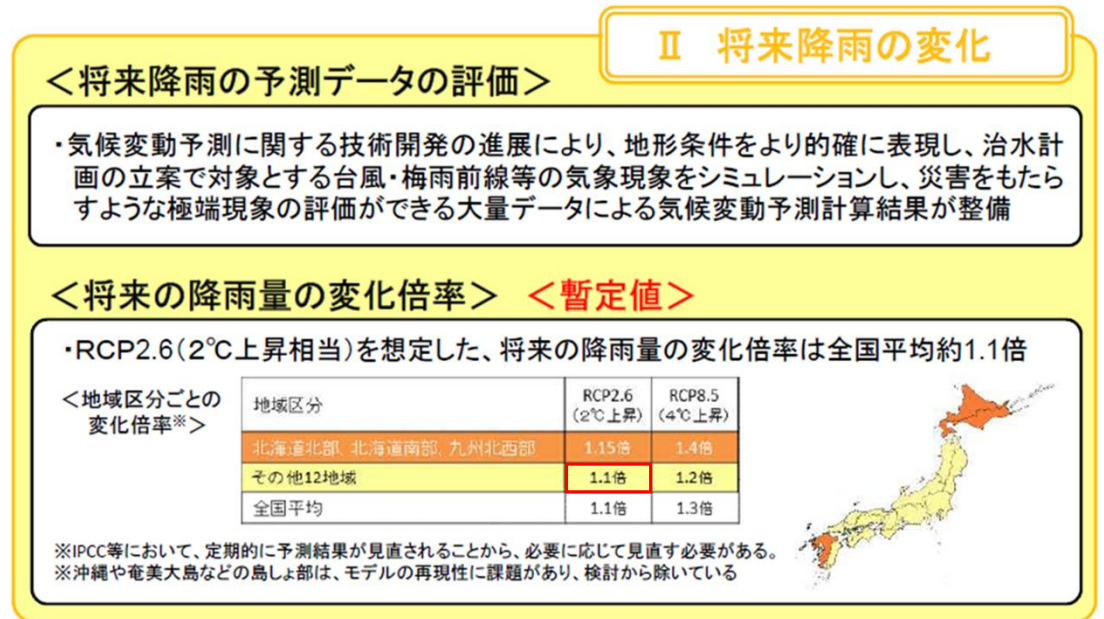 Ⅱ　将来降雨の変化
＜将来降雨の予測データの評価＞
・気候変動予測に関する技術開発の進展により、地形条件をより的確に表現し、治水計
画の立案で対象とする台風・梅雨前線等の気象現象をシミュレーションし、災害をもたら
すような極端現象の評価ができる大量データによる気候変動予測計算結果が整備
＜将来の降雨量の変化倍率＞　＜暫定値＞
・RCP2.6（2℃上昇相当）を想定した、将来の降雨量の変化倍率は全国平均約1.1倍
＜地域区分ごとの
変化倍率※＞
地域区分　RCP2.6　RCP8.5
（2℃上昇）　（4℃上昇）
北海道北部、北海道南部、九州北西部　1.15倍　1.4倍
その他12地域　1.1倍　1.2倍
全国平均　1.1倍　1.3倍
※IPCC等において、定期的に予測結果が見直されることから、必要に応じて見直す必要がある。
※沖縄や奄美大島などの島しょ部は、モデルの再現性に課題があり、検討から除いている